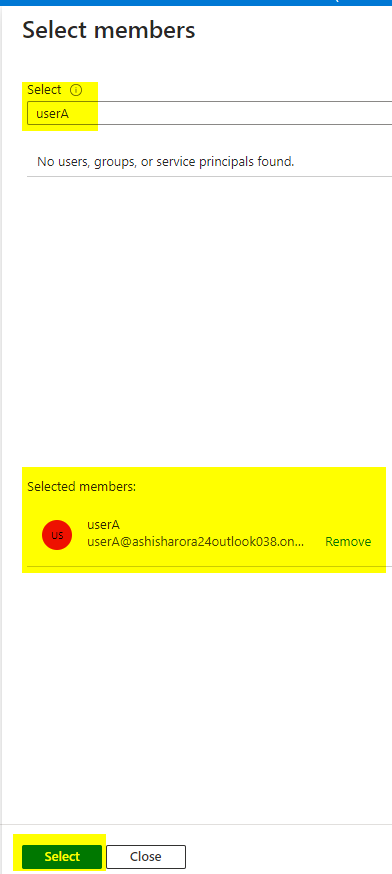 Select members
Select
userA
No users, groups, or service principals found.
Selected members:
us
userA
userA@ashisharora24outlook038.on...
Remove
Select
Close